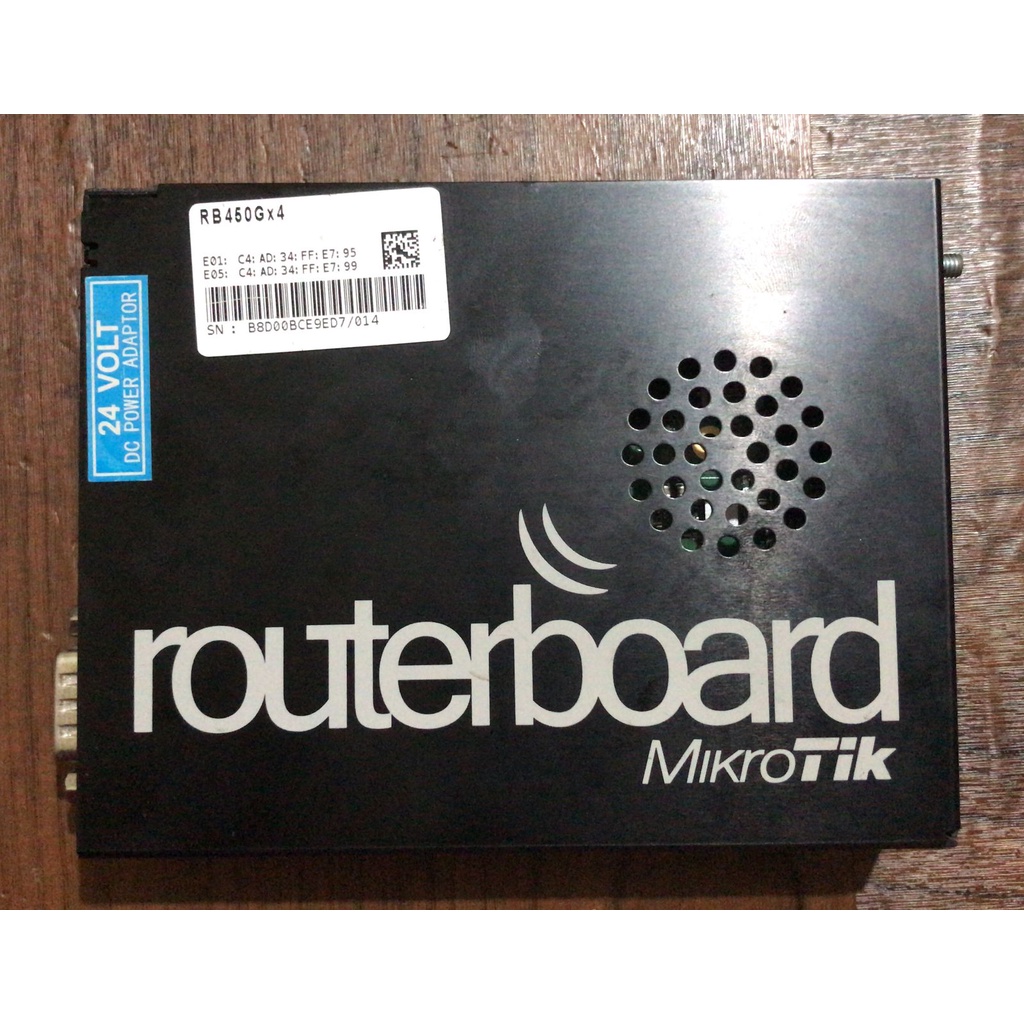 RB450Gx4
E01: C4:AD:34:FF:E7:95
E05: C4:AD:34:FF:E7:99
SN : B8D00BCE9ED7/014
24 VOLT
DC POWER ADAPTOR
routerboard
MikroTik